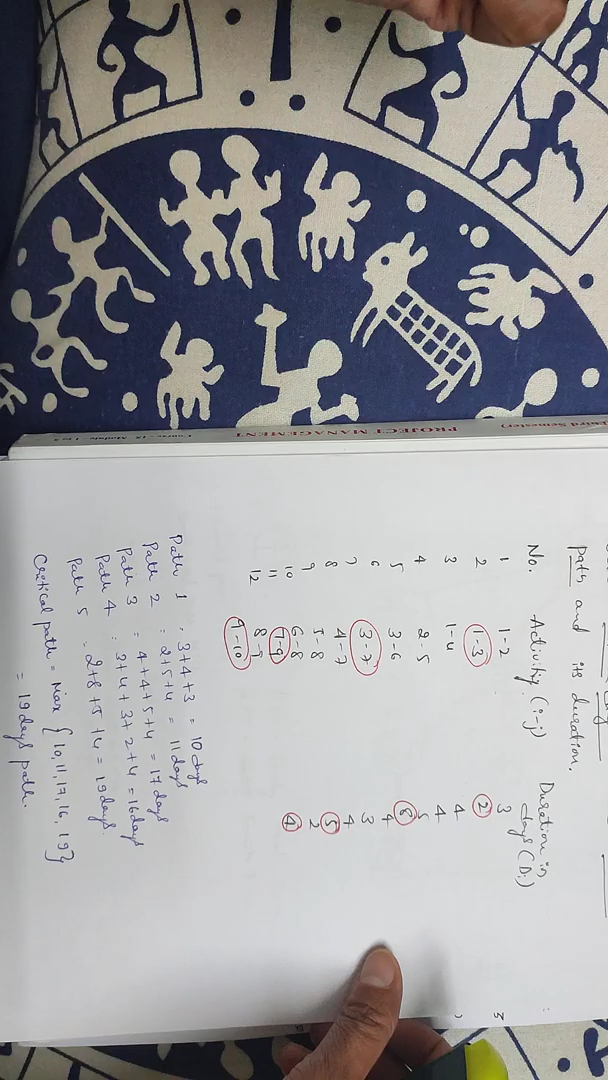 Third Semester) PROJECT MANAGEMENT
path and its duration.
No. Activity (i-j) Duration in days (Di)
1 1-2 3
2 1-3 2
3 1-4 4
4 2-5 4
5 3-6 5
6 3-7 8
7 4-7 4
8 5-8 3
9 6-8 4
10 7-9 5
11 8-9 2
12 9-10 4
Path 1 : 3+4+3 = 10 days
Path 2 = 2+5+4 = 11 days
Path 3 = 4+4+5+4 = 17 days
Path 4 : 3+4+3+2+4 = 16 days
Path 5 = 2+8+5+4 = 19 days.
Critical path = Max { 10, 11, 17, 16, 19}
= 19 days path.